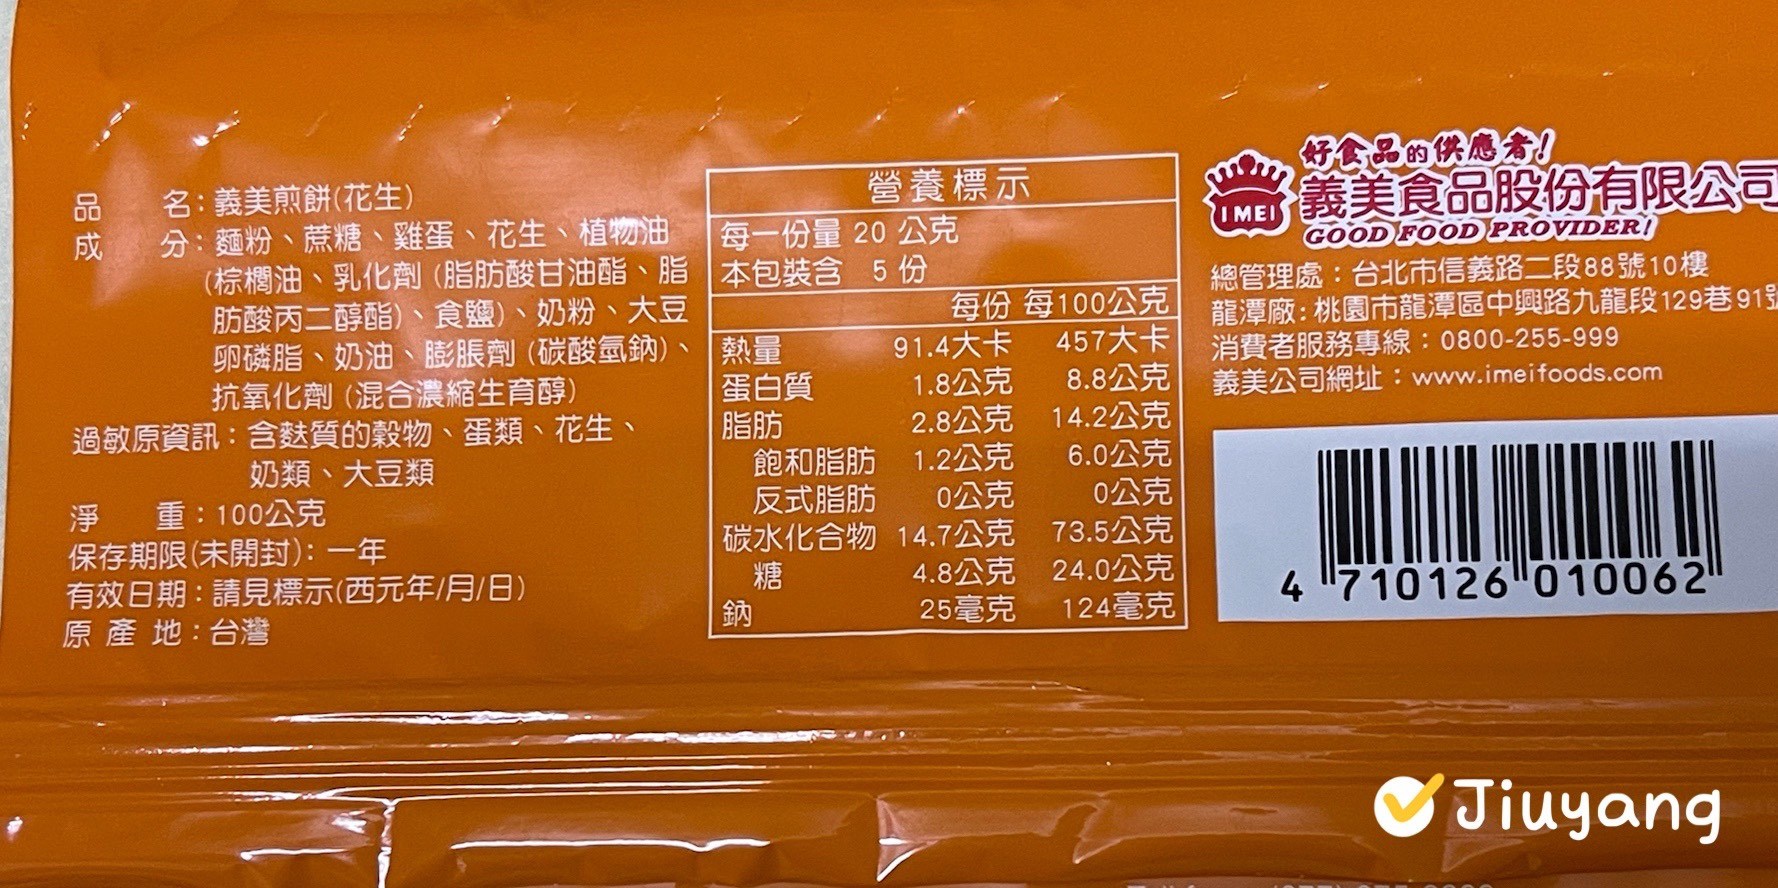 品　　名：義美煎餅(花生)
成　　分：麵粉、蔗糖、雞蛋、花生、植物油
(棕櫚油、乳化劑 (脂肪酸甘油酯、脂
肪酸丙二醇酯)、食鹽)、奶粉、大豆
卵磷脂、奶油、膨脹劑 (碳酸氫鈉)、
抗氧化劑 (混合濃縮生育醇)
過敏原資訊：含麩質的穀物、蛋類、花生、
奶類、大豆類
淨　　重：100公克
保存期限(未開封)：一年
有效日期：請見標示(西元年/月/日)
原 產 地：台灣
營養標示
每一份量 20 公克
本包裝含 5 份
每份 每100公克
熱量 91.4大卡 457大卡
蛋白質 1.8公克 8.8公克
脂肪 2.8公克 14.2公克
飽和脂肪 1.2公克 6.0公克
反式脂肪 0公克 0公克
碳水化合物 14.7公克 73.5公克
糖 4.8公克 24.0公克
鈉 25毫克 124毫克
好食品的供應者!
I MEI
義美食品股份有限公司
GOOD FOOD PROVIDER!
總管理處：台北市信義路二段88號10樓
龍潭廠：桃園市龍潭區中興路九龍段129巷91號
消費者服務專線：0800-255-999
義美公司網址：www.imeifoods.com
4 710126 010062
Jiuyang